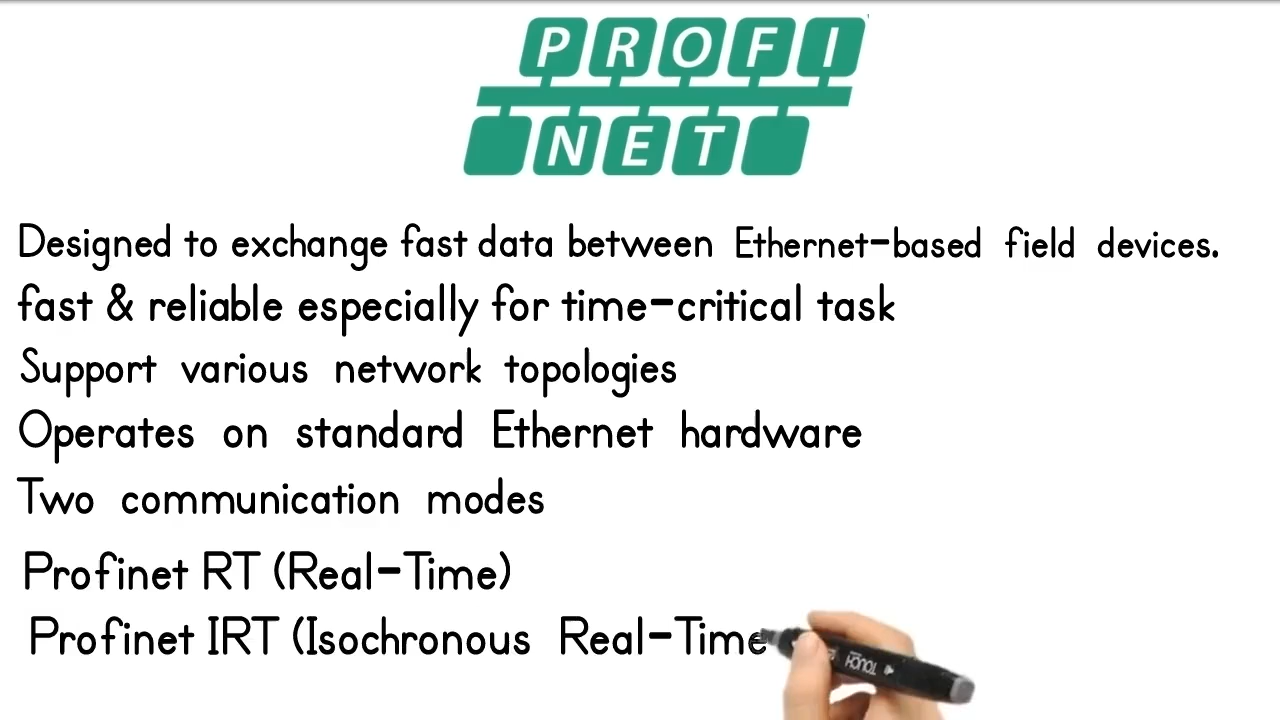 PROFI
NET
Designed to exchange fast data between Ethernet-based field devices.
fast & reliable especially for time-critical task
Support various network topologies
Operates on standard Ethernet hardware
Two communication modes
Profinet RT (Real-Time)
Profinet IRT (Isochronous Real-Time
TOUCH